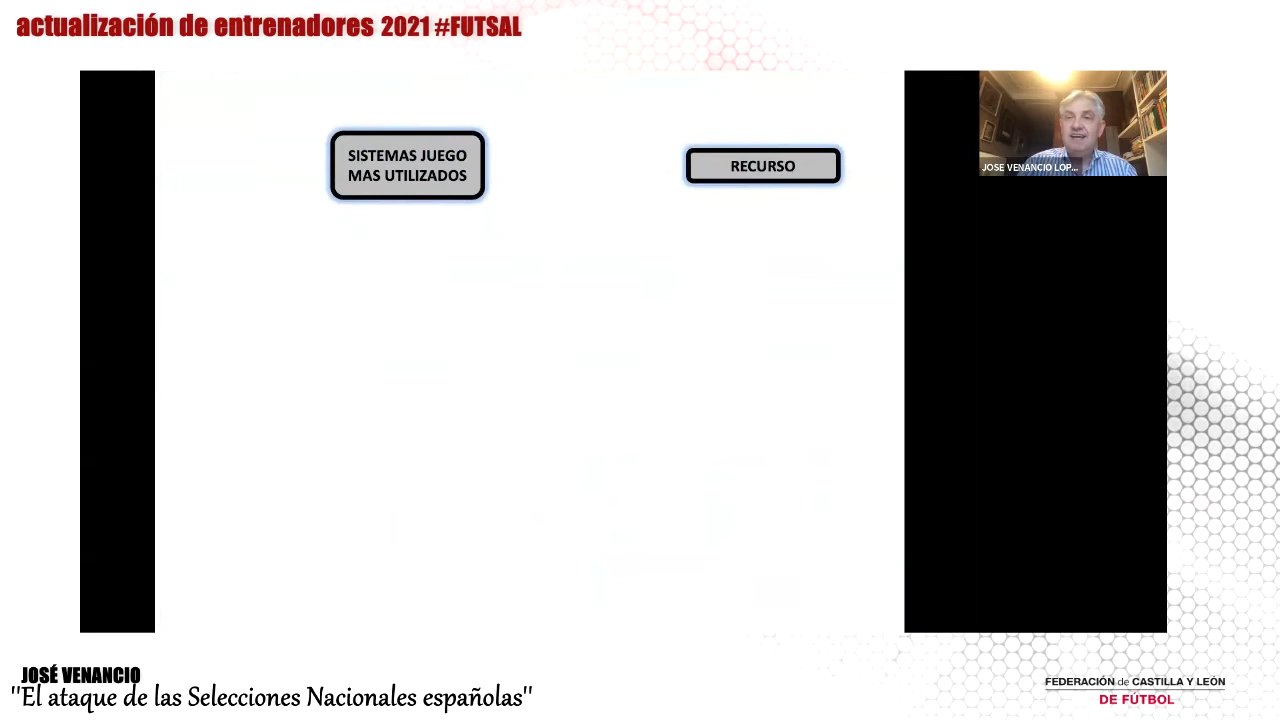 actualización de entrenadores 2021 #FUTSAL
SISTEMAS JUEGO
MAS UTILIZADOS
RECURSO
JOSE VENANCIO LOP...
JOSÉ VENANCIO
"El ataque de las Selecciones Nacionales españolas"
FEDERACIÓN de CASTILLA Y LEÓN
DE FÚTBOL